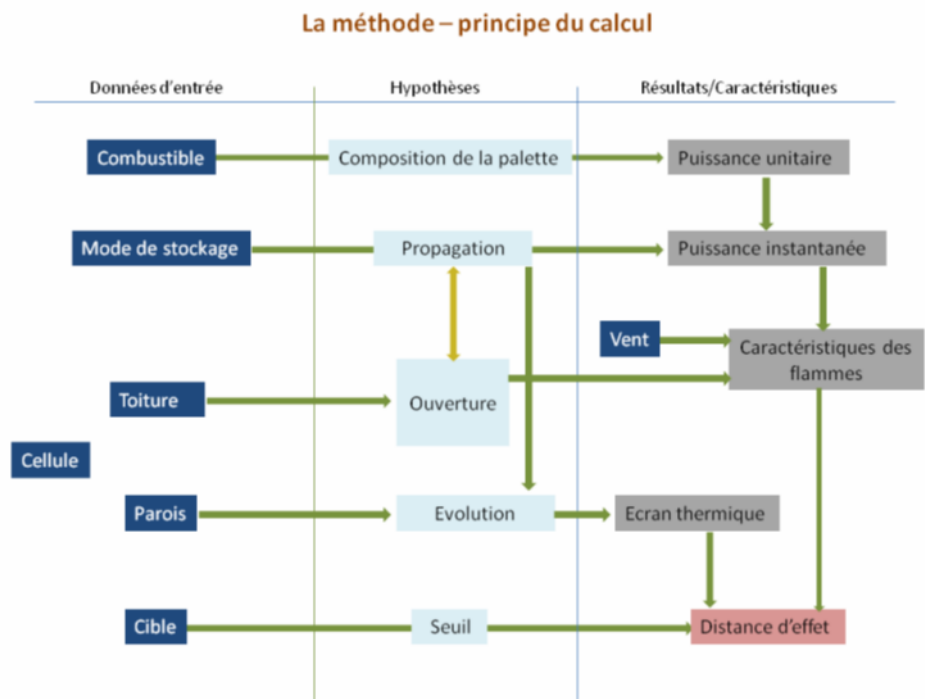 La méthode – principe du calcul
Données d'entrée
Hypothèses
Résultats/Caractéristiques
Combustible
Composition de la palette
Puissance unitaire
Mode de stockage
Propagation
Puissance instantanée
Vent
Caractéristiques des
flammes
Toiture
Ouverture
Cellule
Parois
Evolution
Ecran thermique
Cible
Seuil
Distance d'effet